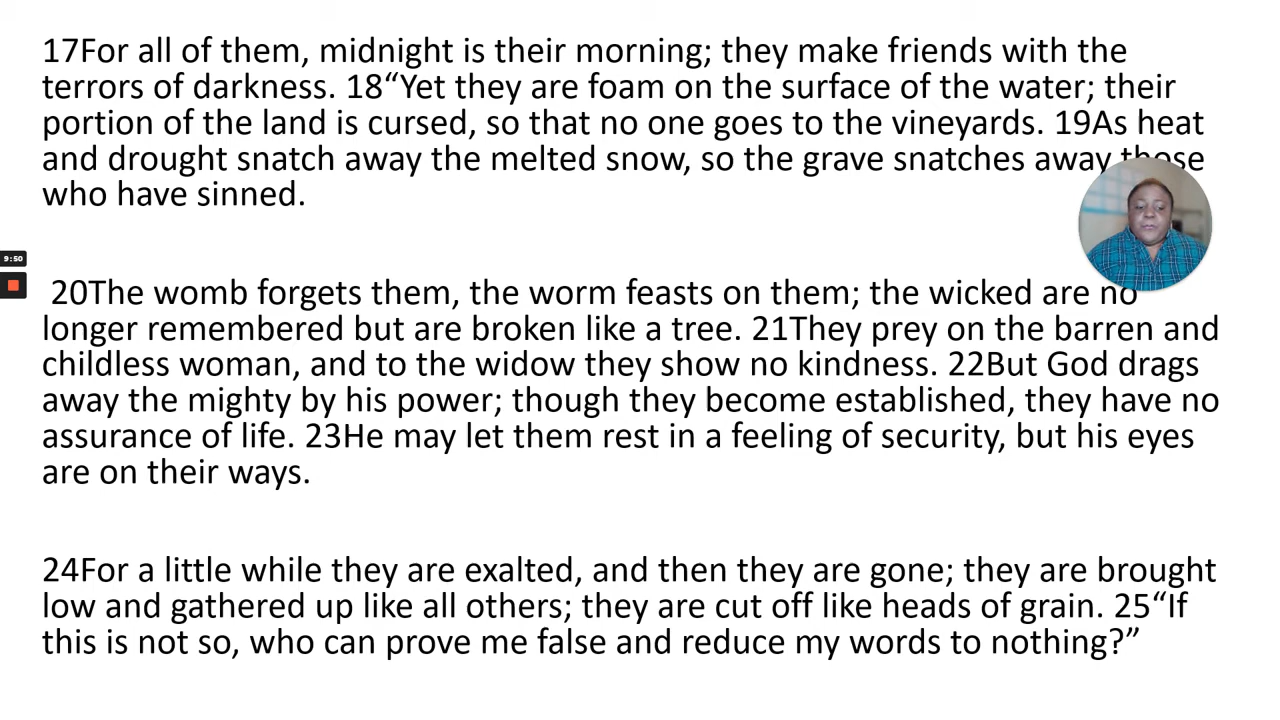 17For all of them, midnight is their morning; they make friends with the
terrors of darkness. 18“Yet they are foam on the surface of the water; their
portion of the land is cursed, so that no one goes to the vineyards. 19As heat
and drought snatch away the melted snow, so the grave snatches away those
who have sinned.
9:50
20The womb forgets them, the worm feasts on them; the wicked are no
longer remembered but are broken like a tree. 21They prey on the barren and
childless woman, and to the widow they show no kindness. 22But God drags
away the mighty by his power; though they become established, they have no
assurance of life. 23He may let them rest in a feeling of security, but his eyes
are on their ways.
24For a little while they are exalted, and then they are gone; they are brought
low and gathered up like all others; they are cut off like heads of grain. 25“If
this is not so, who can prove me false and reduce my words to nothing?”